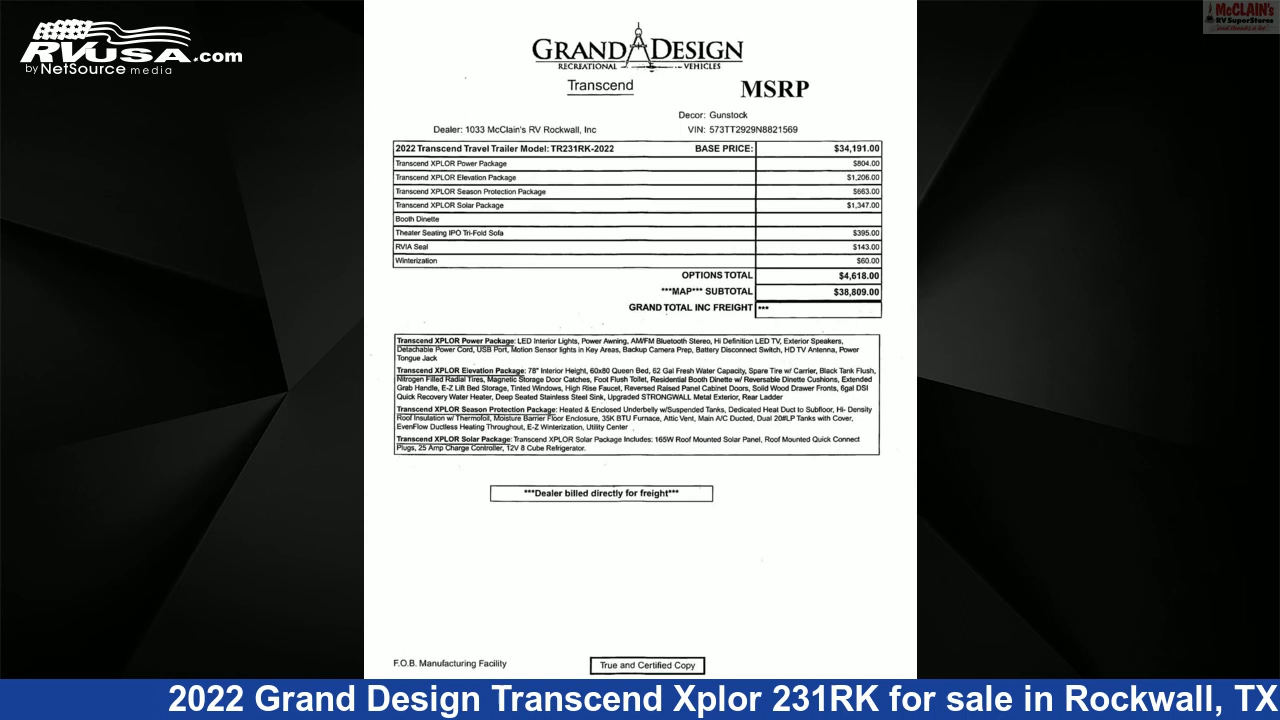 RVUSA.com
by NetSource media
McCLAIN's
RV SuperStores
GRAND DESIGN
RECREATIONAL VEHICLES
Transcend
MSRP
Decor: Gunstock
Dealer: 1033 McClain's RV Rockwall, Inc VIN: 573TT2929N8821569
2022 Transcend Travel Trailer Model: TR231RK-2022 BASE PRICE: $34,191.00
Transcend XPLOR Power Package $804.00
Transcend XPLOR Elevation Package $1,206.00
Transcend XPLOR Season Protection Package $663.00
Transcend XPLOR Solar Package $1,347.00
Booth Dinette
Theater Seating IPO Tri-Fold Sofa $395.00
RVIA Seal $143.00
Winterization $60.00
OPTIONS TOTAL $4,618.00
***MAP*** SUBTOTAL $38,809.00
GRAND TOTAL INC FREIGHT ***
Transcend XPLOR Power Package: LED Interior Lights, Power Awning, AM/FM Bluetooth Stereo, Hi Definition LED TV, Exterior Speakers,
Detachable Power Cord, USB Port, Motion Sensor lights in Key Areas, Backup Camera Prep, Battery Disconnect Switch, HD TV Antenna, Power
Tongue Jack
Transcend XPLOR Elevation Package: 78" Interior Height, 60x80 Queen Bed, 62 Gal Fresh Water Capacity, Spare Tire w/ Carrier, Black Tank Flush,
Nitrogen Filled Radial Tires, Magnetic Storage Door Catches, Foot Flush Toilet, Residential Booth Dinette w/ Reversable Dinette Cushions, Extended
Grab Handle, E-Z Lift Bed Storage, Tinted Windows, High Rise Faucet, Reversed Raised Panel Cabinet Doors, Solid Wood Drawer Fronts, 6gal DSI
Quick Recovery Water Heater, Deep Seated Stainless Steel Sink, Upgraded STRONGWALL Metal Exterior, Rear Ladder
Transcend XPLOR Season Protection Package: Heated & Enclosed Underbelly w/Suspended Tanks, Dedicated Heat Duct to Subfloor, Hi- Density
Roof Insulation w/ Thermofoil, Moisture Barrier Floor Enclosure, 35K BTU Furnace, Attic Vent, Main A/C Ducted, Dual 20#LP Tanks with Cover,
EvenFlow Ductless Heating Throughout, E-Z Winterization, Utility Center
Transcend XPLOR Solar Package: Transcend XPLOR Solar Package Includes: 165W Roof Mounted Solar Panel, Roof Mounted Quick Connect
Plugs, 25 Amp Charge Controller, 12V 8 Cube Refrigerator.
***Dealer billed directly for freight***
F.O.B. Manufacturing Facility
True and Certified Copy
2022 Grand Design Transcend Xplor 231RK for sale in Rockwall, TX